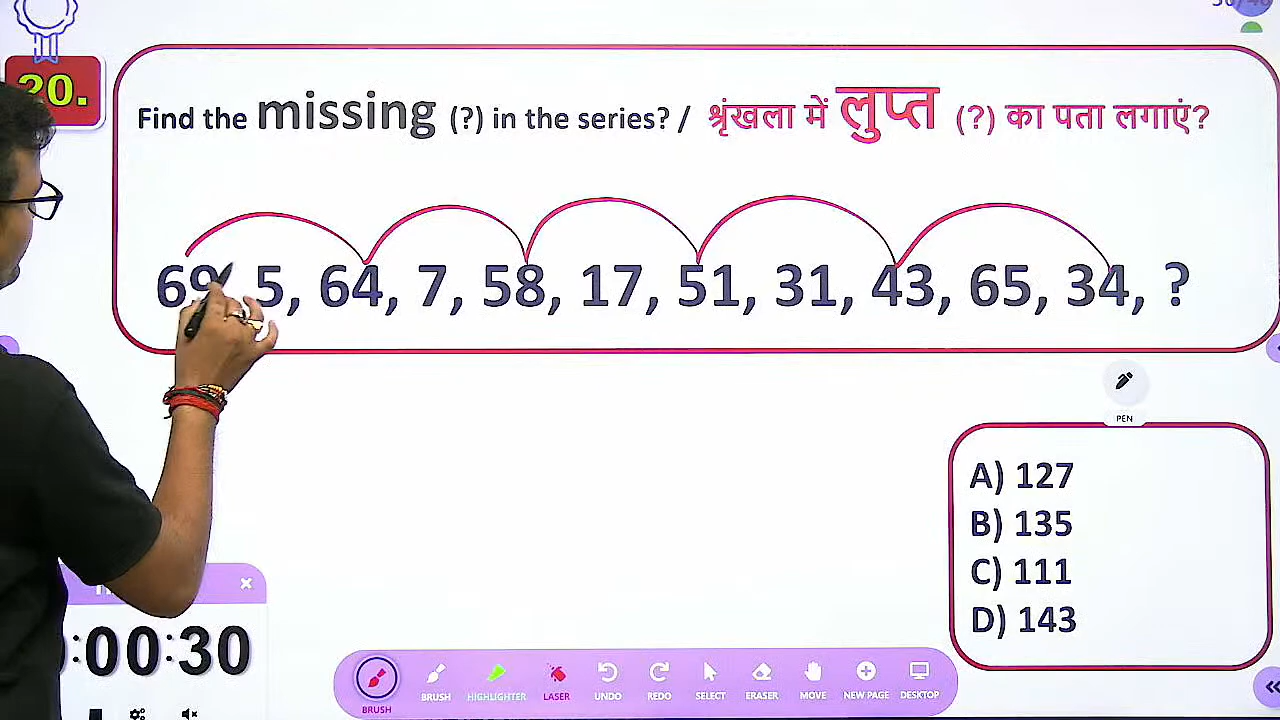 20.
Find the missing (?) in the series? / श्रृंखला में लुप्त (?) का पता लगाएं?
69, 5, 64, 7, 58, 17, 51, 31, 43, 65, 34, ?
PEN
A) 127
B) 135
C) 111
D) 143
:00:30
BRUSH
BRUSH HIGHLIGHTER LASER UNDO REDO SELECT ERASER MOVE NEW PAGE DESKTOP